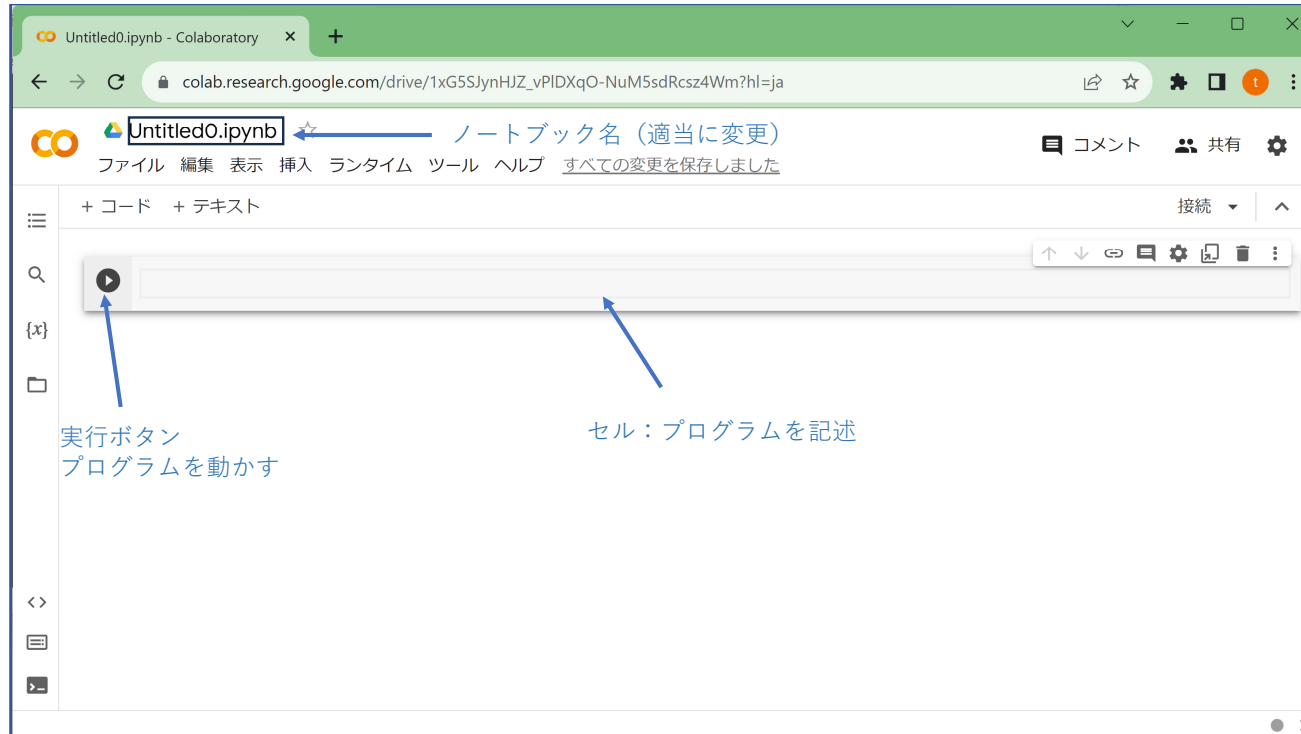 Untitled0.ipynb - Colaboratory
colab.research.google.com/drive/1xG5SJynHJZ_vPlDXqO-NuM5sdRcsz4Wm?hl=ja
t
Untitled0.ipynb
ノートブック名（適当に変更）
コメント 共有
ファイル 編集 表示 挿入 ランタイム ツール ヘルプ すべての変更を保存しました
+ コード + テキスト
接続
{x}
実行ボタン
プログラムを動かす
セル：プログラムを記述